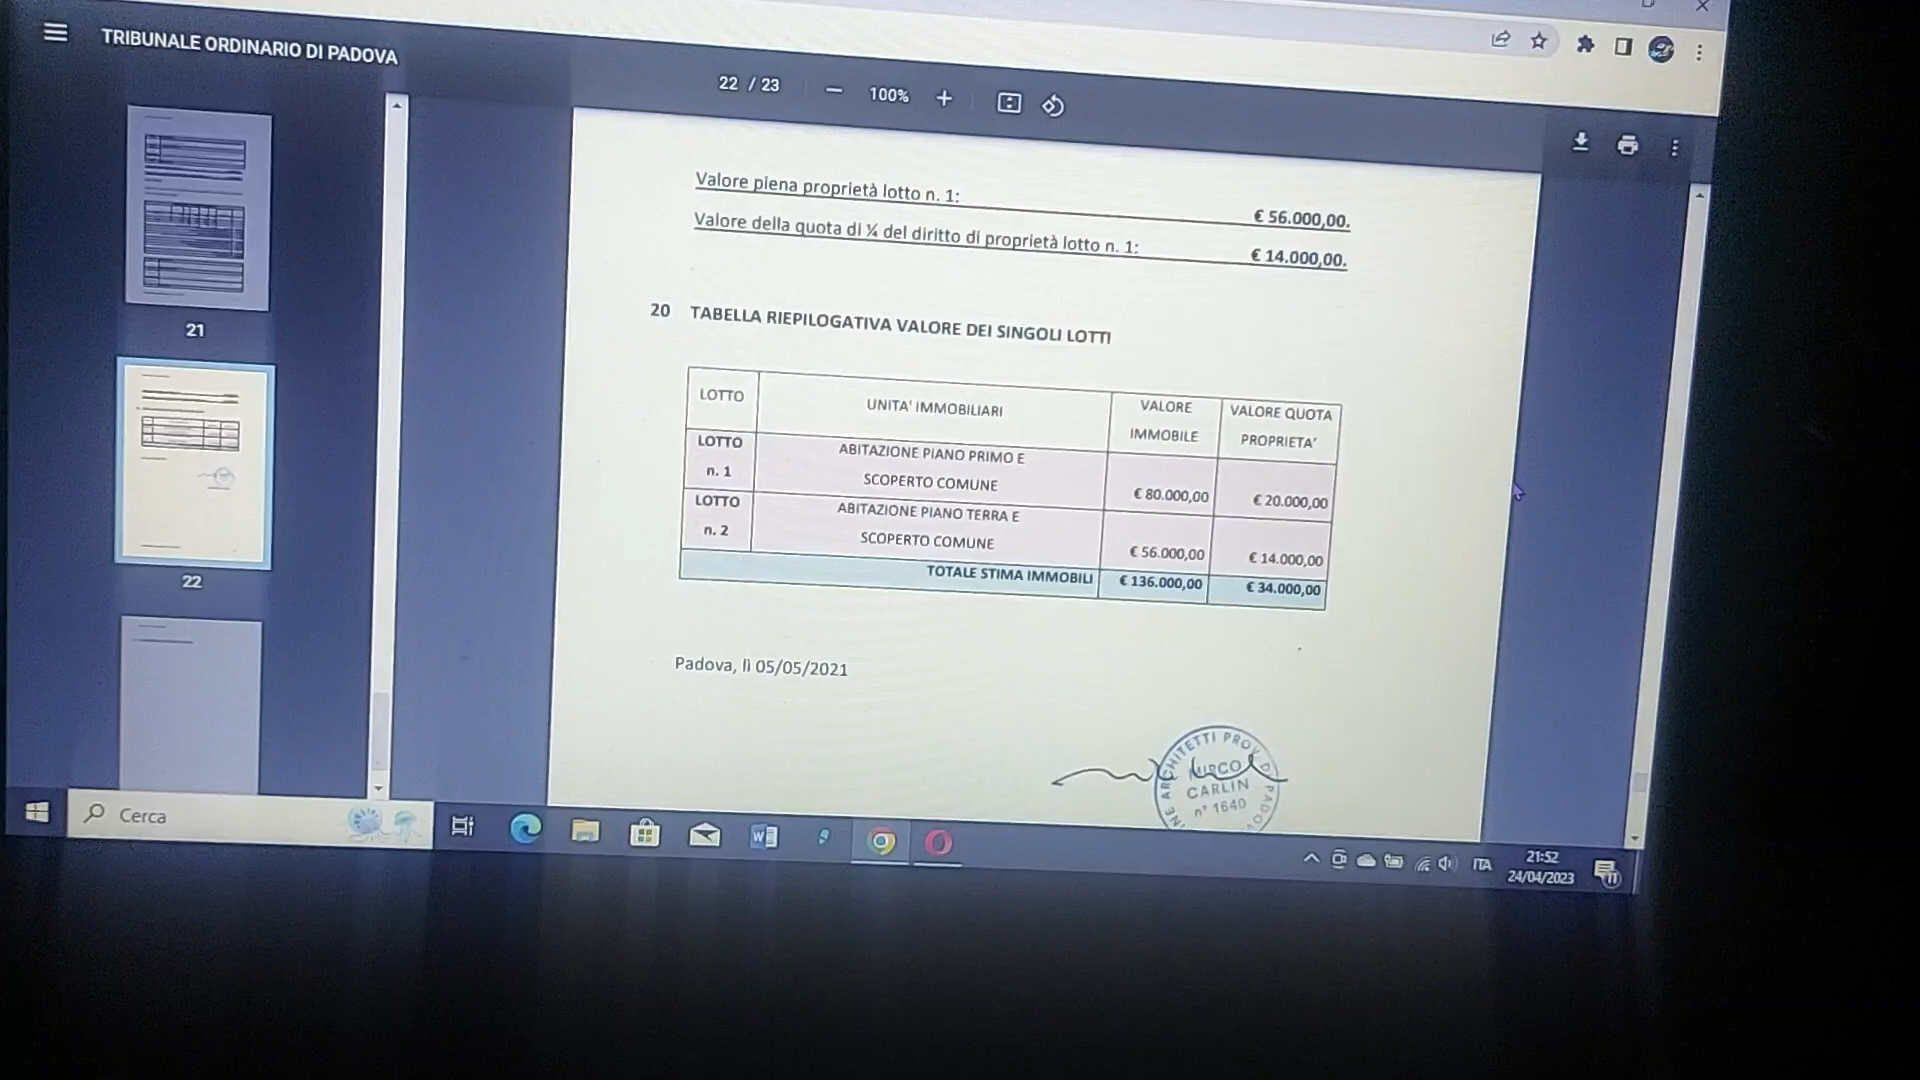 TRIBUNALE ORDINARIO DI PADOVA
22 / 23
100%
21
22
Valore piena proprietà lotto n. 1:
€ 56.000,00.
Valore della quota di ¼ del diritto di proprietà lotto n. 1:
€ 14.000,00.
20 TABELLA RIEPILOGATIVA VALORE DEI SINGOLI LOTTI
LOTTO
UNITA' IMMOBILIARI
VALORE
IMMOBILE
VALORE QUOTA
PROPRIETA'
LOTTO
n. 1
ABITAZIONE PIANO PRIMO E
SCOPERTO COMUNE
€ 80.000,00
€ 20.000,00
LOTTO
n. 2
ABITAZIONE PIANO TERRA E
SCOPERTO COMUNE
€ 56.000,00
€ 14.000,00
TOTALE STIMA IMMOBILI
€ 136.000,00
€ 34.000,00
Padova, lì 05/05/2021
ARCHITETTI PROV
CARLIN
n° 1640
Cerca
ITA
21:52
24/04/2023